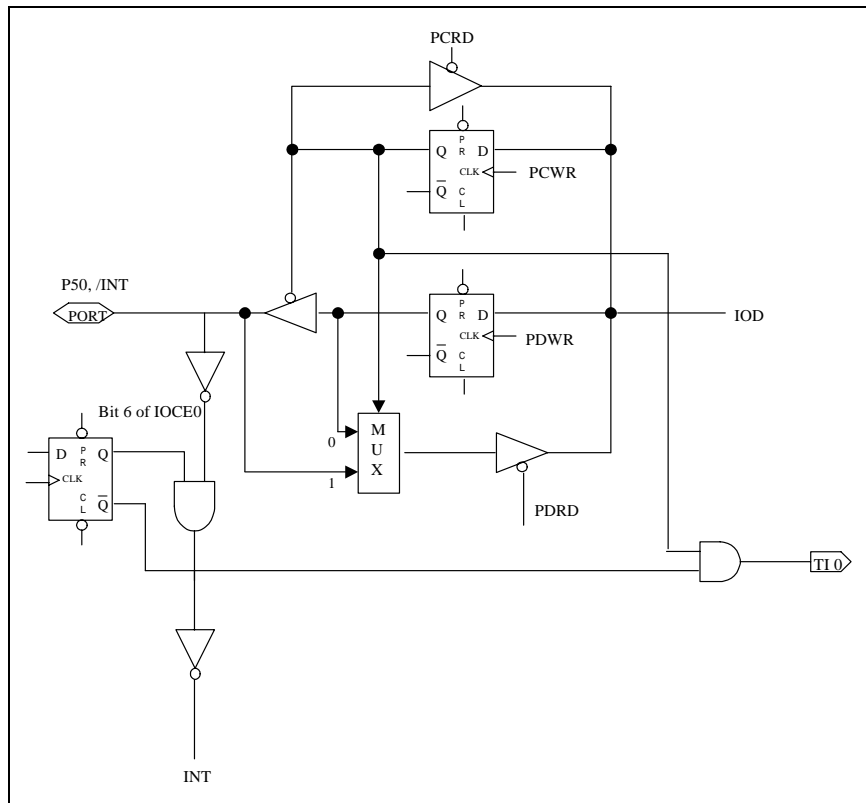 PCRD
P
R
Q
D
CLK
PCWR
Q
C
L
P50, /INT
PORT
P
R
Q
D
IOD
CLK
PDWR
Q
C
L
Bit 6 of IOCE0
0
M
U
X
1
P
R
D
Q
CLK
C
L
Q
PDRD
TI 0
INT